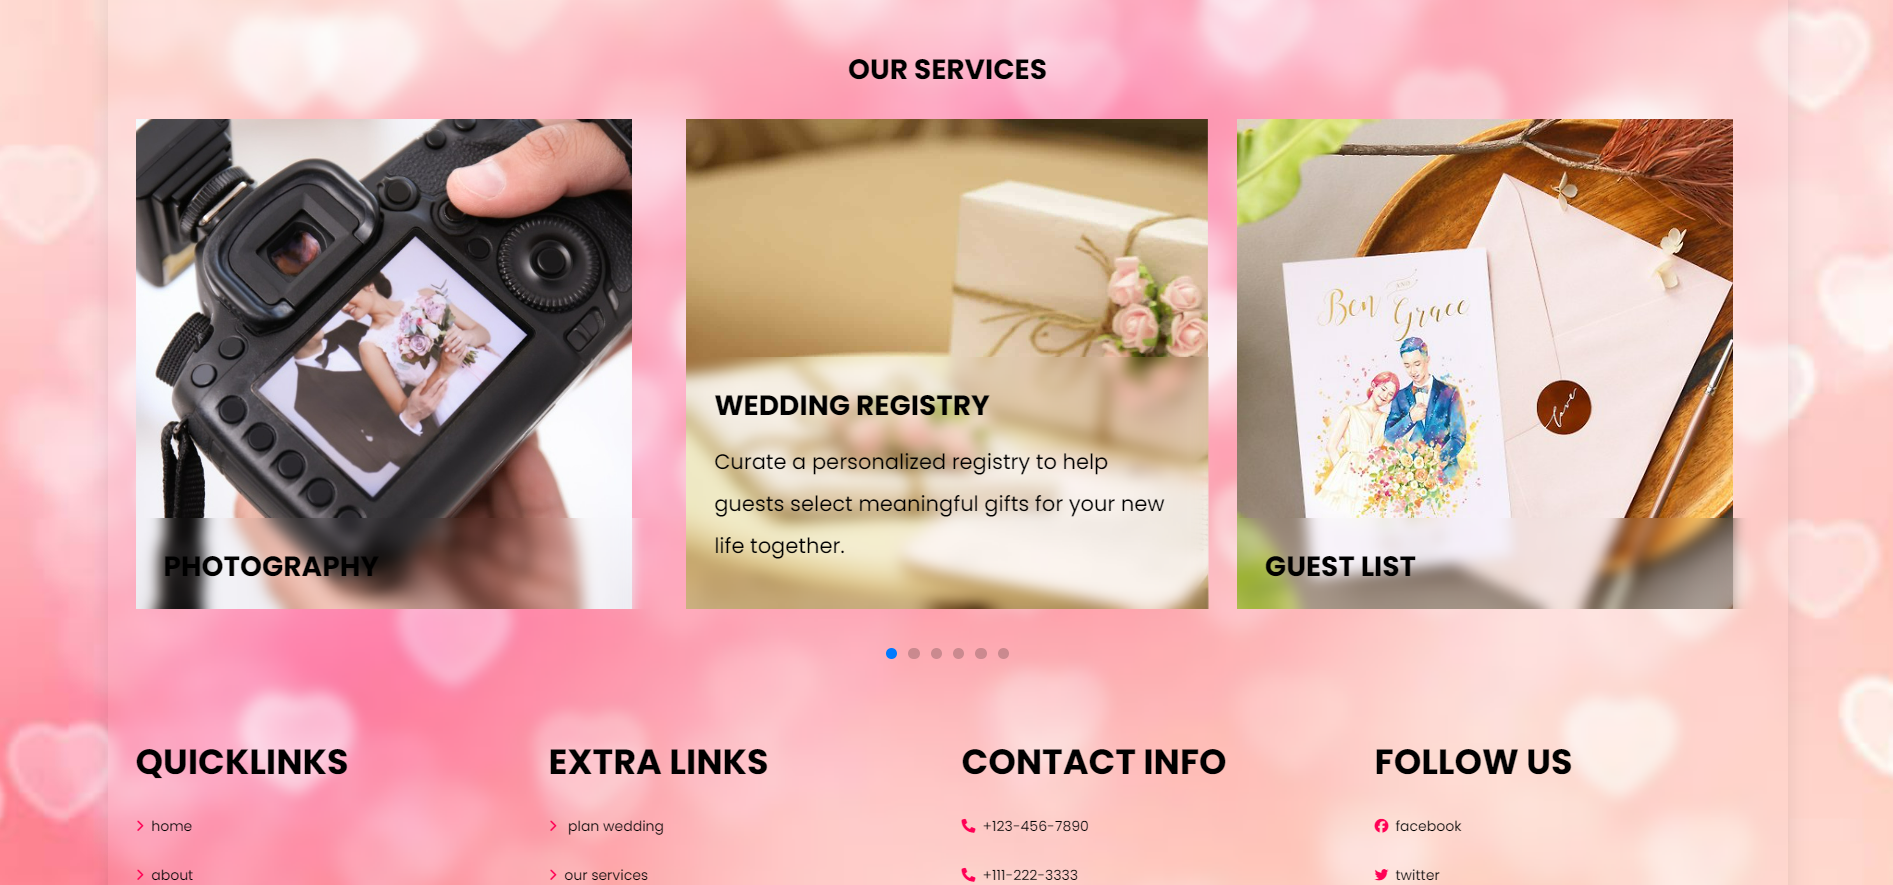 OUR SERVICES
Ben and Grace
love
PHOTOGRAPHY
WEDDING REGISTRY
Curate a personalized registry to help
guests select meaningful gifts for your new
life together.
GUEST LIST
QUICKLINKS
home
about
EXTRA LINKS
plan wedding
our services
CONTACT INFO
+123-456-7890
+111-222-3333
FOLLOW US
facebook
twitter